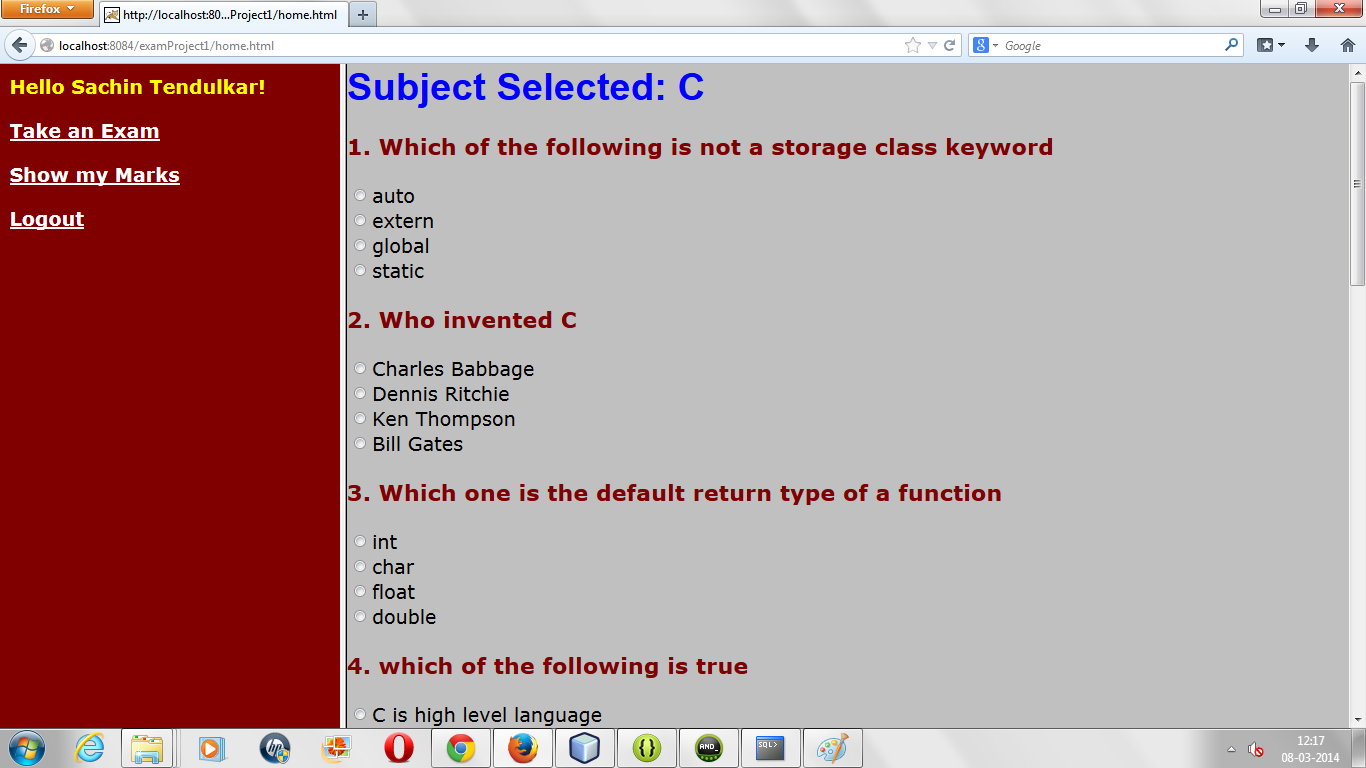 Firefox
http://localhost:80...Project1/home.html
localhost:8084/examProject1/home.html
Google
Hello Sachin Tendulkar!
Take an Exam
Show my Marks
Logout
Subject Selected: C
1. Which of the following is not a storage class keyword
auto
extern
global
static
2. Who invented C
Charles Babbage
Dennis Ritchie
Ken Thompson
Bill Gates
3. Which one is the default return type of a function
int
char
float
double
4. which of the following is true
C is high level language
hp
{}
AND_
SQL>
12:17
08-03-2014